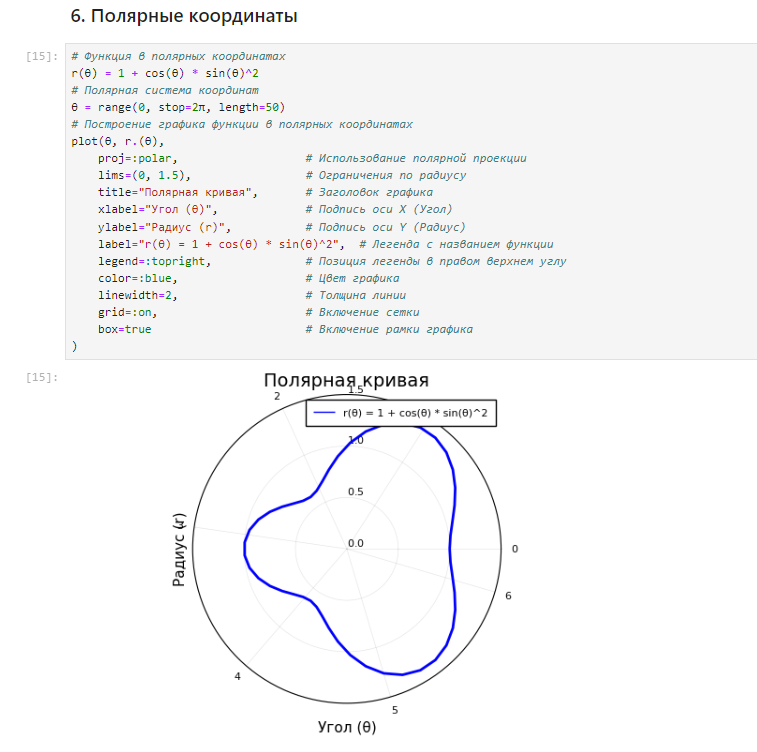 6. Полярные координаты
[15]:
# Функция в полярных координатах
r(θ) = 1 + cos(θ) * sin(θ)^2
# Полярная система координат
θ = range(0, stop=2π, length=50)
# Построение графика функции в полярных координатах
plot(θ, r.(θ),
proj=:polar, # Использование полярной проекции
lims=(0, 1.5), # Ограничения по радиусу
title="Полярная кривая", # Заголовок графика
xlabel="Угол (θ)", # Подпись оси X (Угол)
ylabel="Радиус (r)", # Подпись оси Y (Радиус)
label="r(θ) = 1 + cos(θ) * sin(θ)^2", # Легенда с названием функции
legend=:topright, # Позиция легенды в правом верхнем углу
color=:blue, # Цвет графика
linewidth=2, # Толщина линии
grid=:on, # Включение сетки
box=true # Включение рамки графика
)
[15]:
Полярная кривая
1.5
2
r(θ) = 1 + cos(θ) * sin(θ)^2
1.0
0.5
Радиус (r)
0.0
0
6
4
5
Угол (θ)